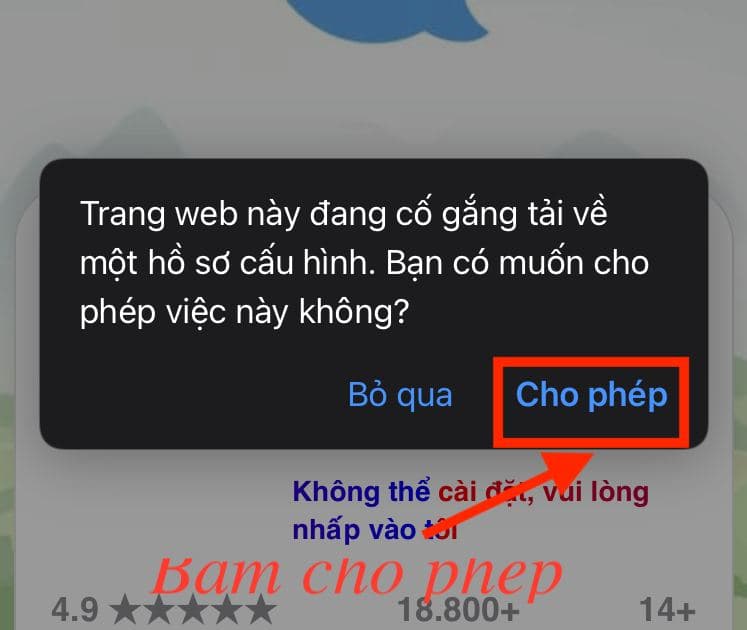 Trang web này đang cố gắng tải về
một hồ sơ cấu hình. Bạn có muốn cho
phép việc này không?
Bỏ qua
Cho phép
Không thể cài đặt, vui lòng
nhấp vào tôi
Bấm cho phép
4.9 ★★★★★
18.800+
14+